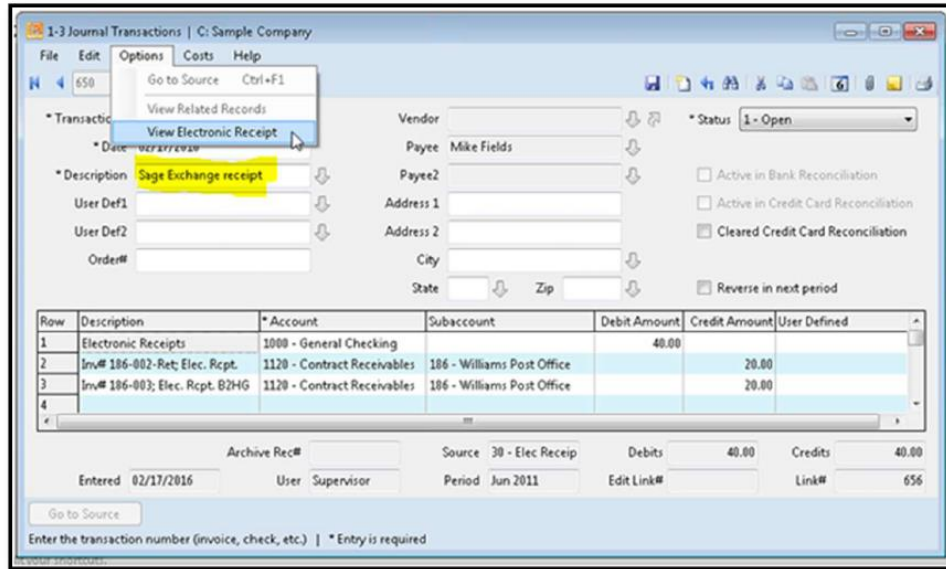 1-3 Journal Transactions | C: Sample Company
File Edit Options Costs Help
650 Go to Source Ctrl+F1
View Related Records
View Electronic Receipt
* Transactio Vendor * Status 1 - Open
* Date 02/17/2016 Payee Mike Fields
* Description Sage Exchange receipt Payee2 Active in Bank Reconciliation
User Def1 Address 1 Active in Credit Card Reconciliation
User Def2 Address 2 Cleared Credit Card Reconciliation
Order# City
State Zip Reverse in next period
Row Description * Account Subaccount Debit Amount Credit Amount User Defined
1 Electronic Receipts 1000 - General Checking 40.00
2 Inv# 186-002-Ret; Elec. Rcpt. 1120 - Contract Receivables 186 - Williams Post Office 20.00
3 Inv# 186-003; Elec. Rcpt. B2HG 1120 - Contract Receivables 186 - Williams Post Office 20.00
4
Archive Rec# Source 30 - Elec Receip Debits 40.00 Credits 40.00
Entered 02/17/2016 User Supervisor Period Jun 2011 Edit Link# Link# 656
Go to Source
Enter the transaction number (invoice, check, etc.) | * Entry is required
your shortcuts.